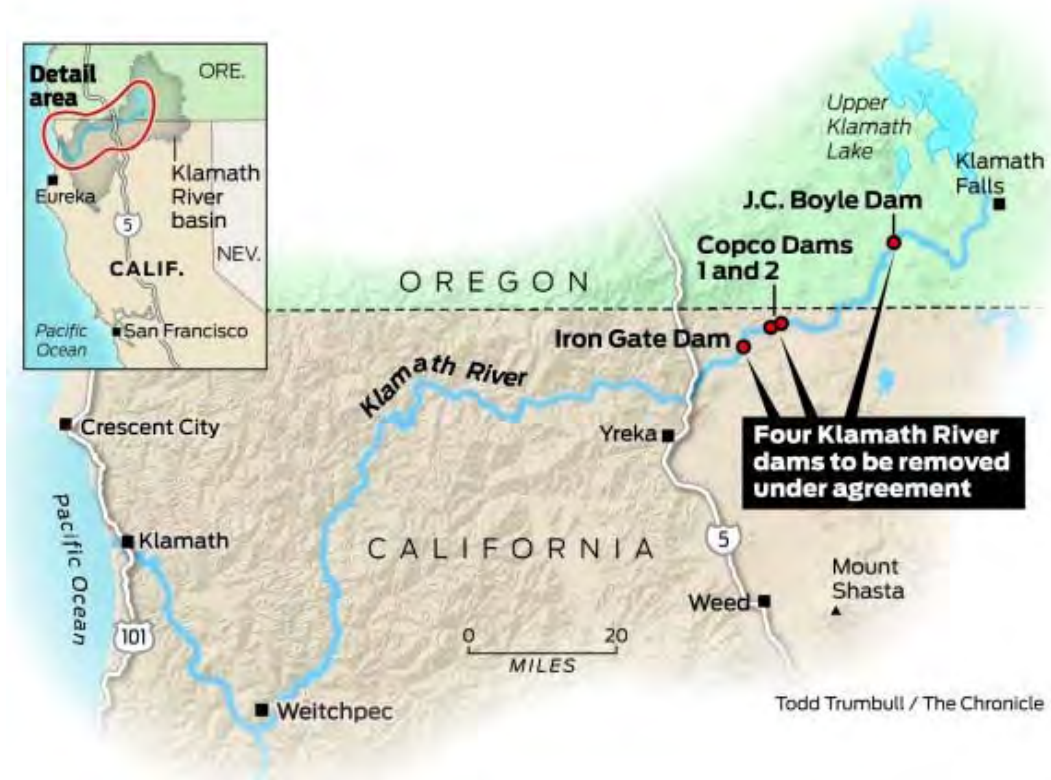 Detail
area
ORE.
Klamath
River
basin
Eureka
5
NEV.
CALIF.
San Francisco
Pacific
Ocean
Upper
Klamath
Lake
Klamath
Falls
J.C. Boyle Dam
Copco Dams
1 and 2
OREGON
Iron Gate Dam
Klamath River
Crescent City
Yreka
Four Klamath River
dams to be removed
under agreement
Pacific Ocean
Klamath
CALIFORNIA
5
Mount
Shasta
Weed
101
0 20
MILES
Weitchpec
Todd Trumbull / The Chronicle